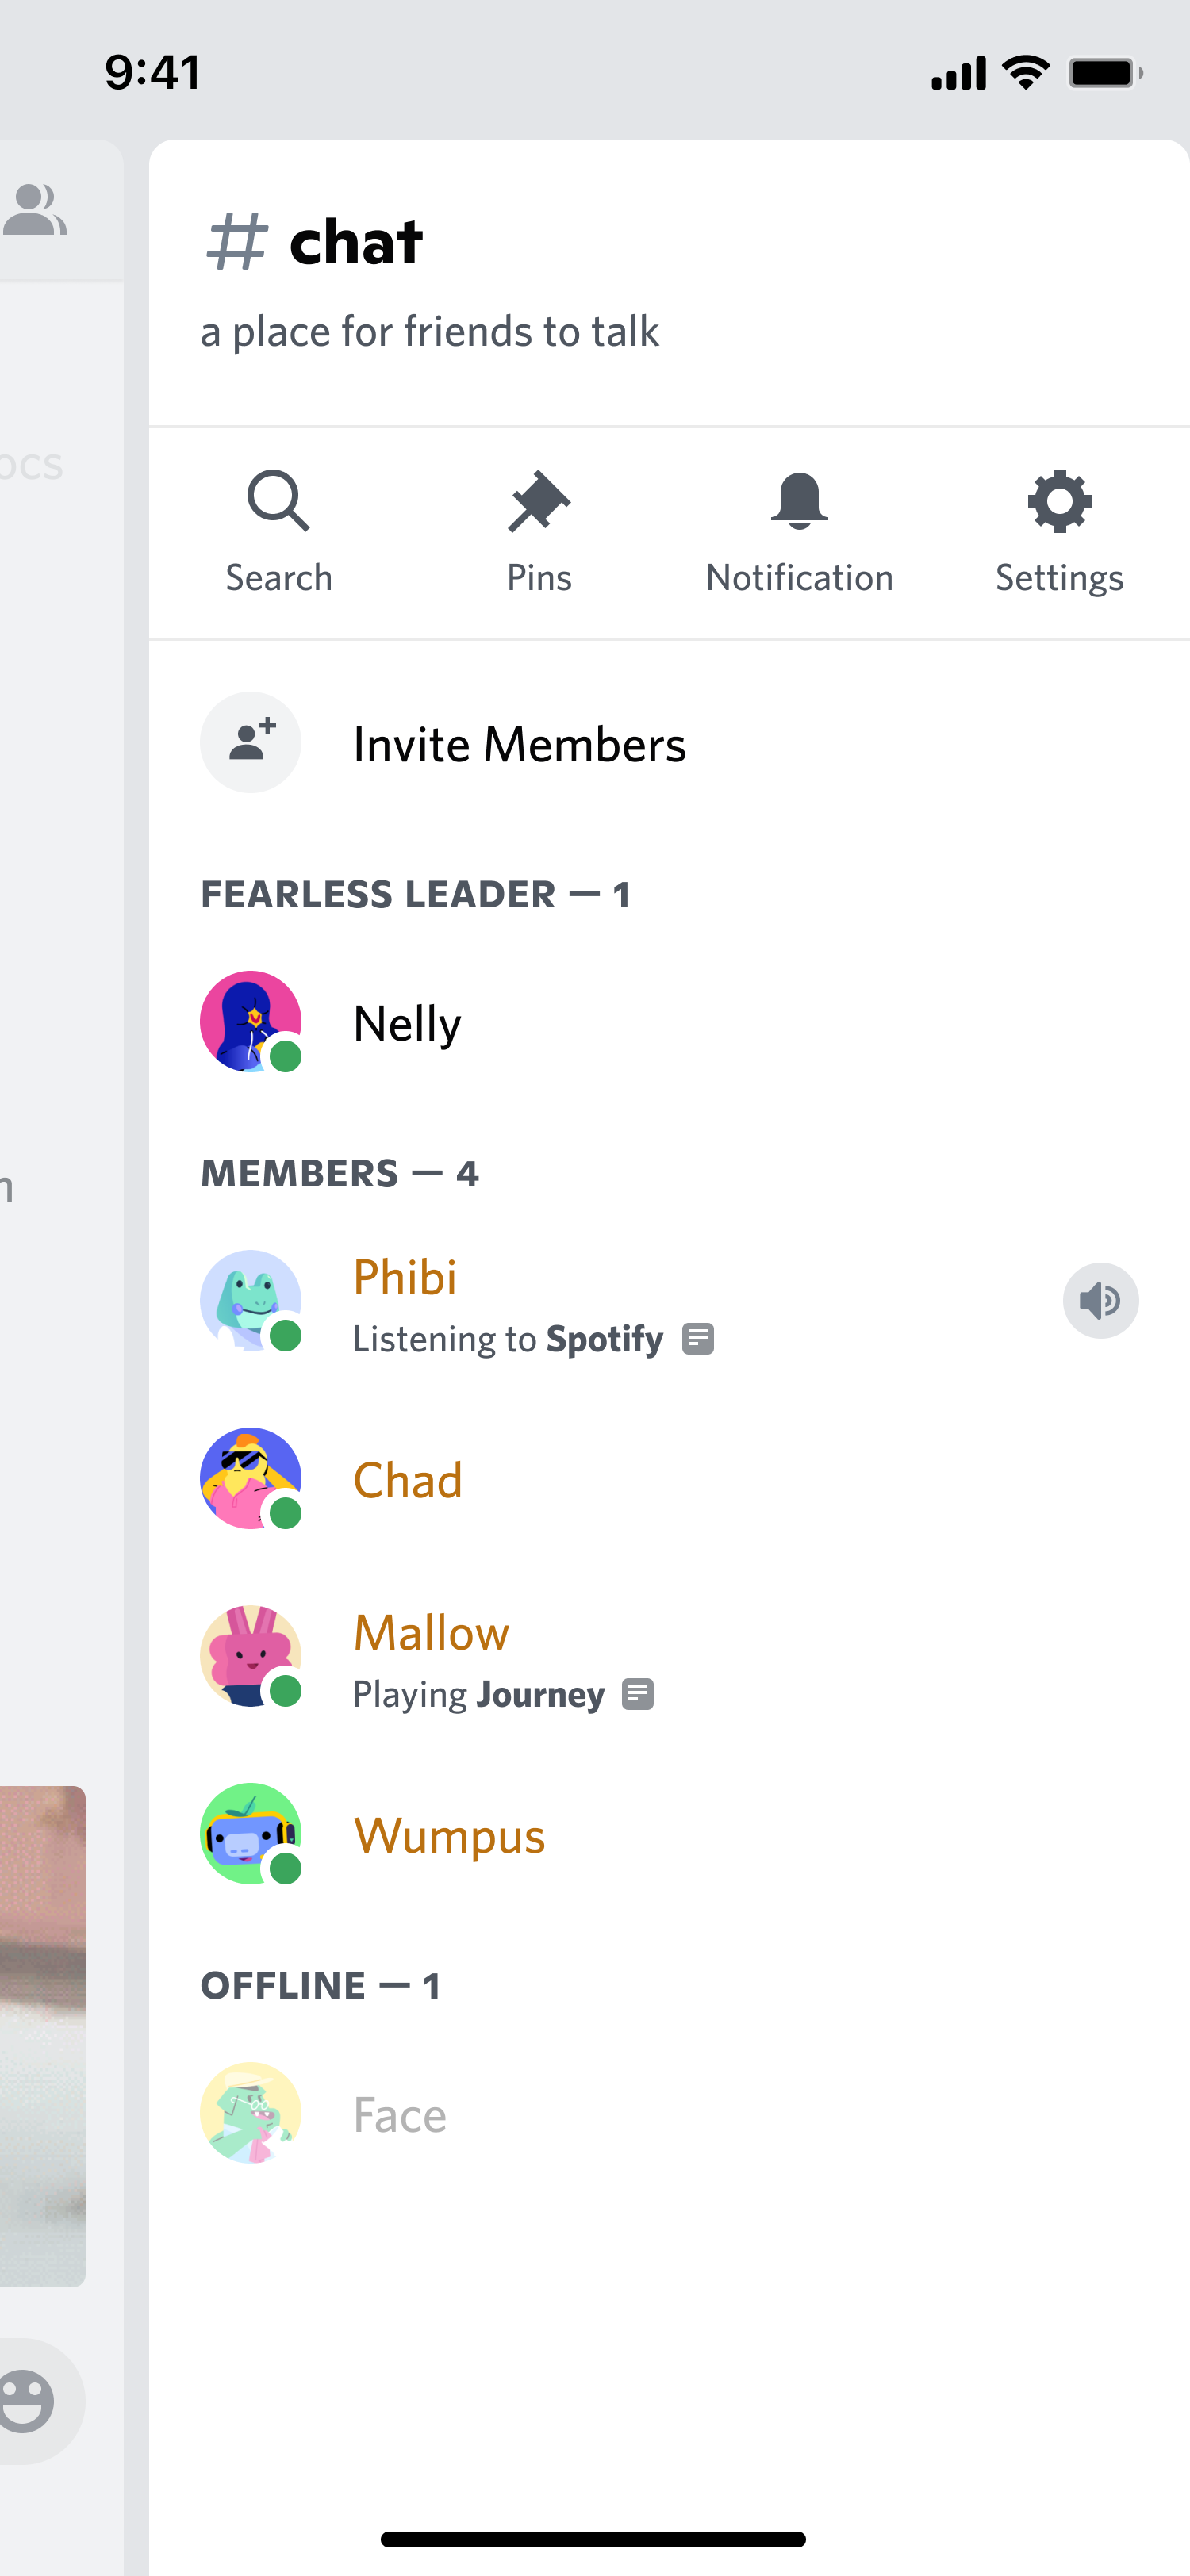 9:41
# chat
a place for friends to talk
ocs
Search Pins Notification Settings
Invite Members
FEARLESS LEADER — 1
Nelly
MEMBERS — 4
Phibi
Listening to Spotify
Chad
Mallow
Playing Journey
Wumpus
OFFLINE — 1
Face